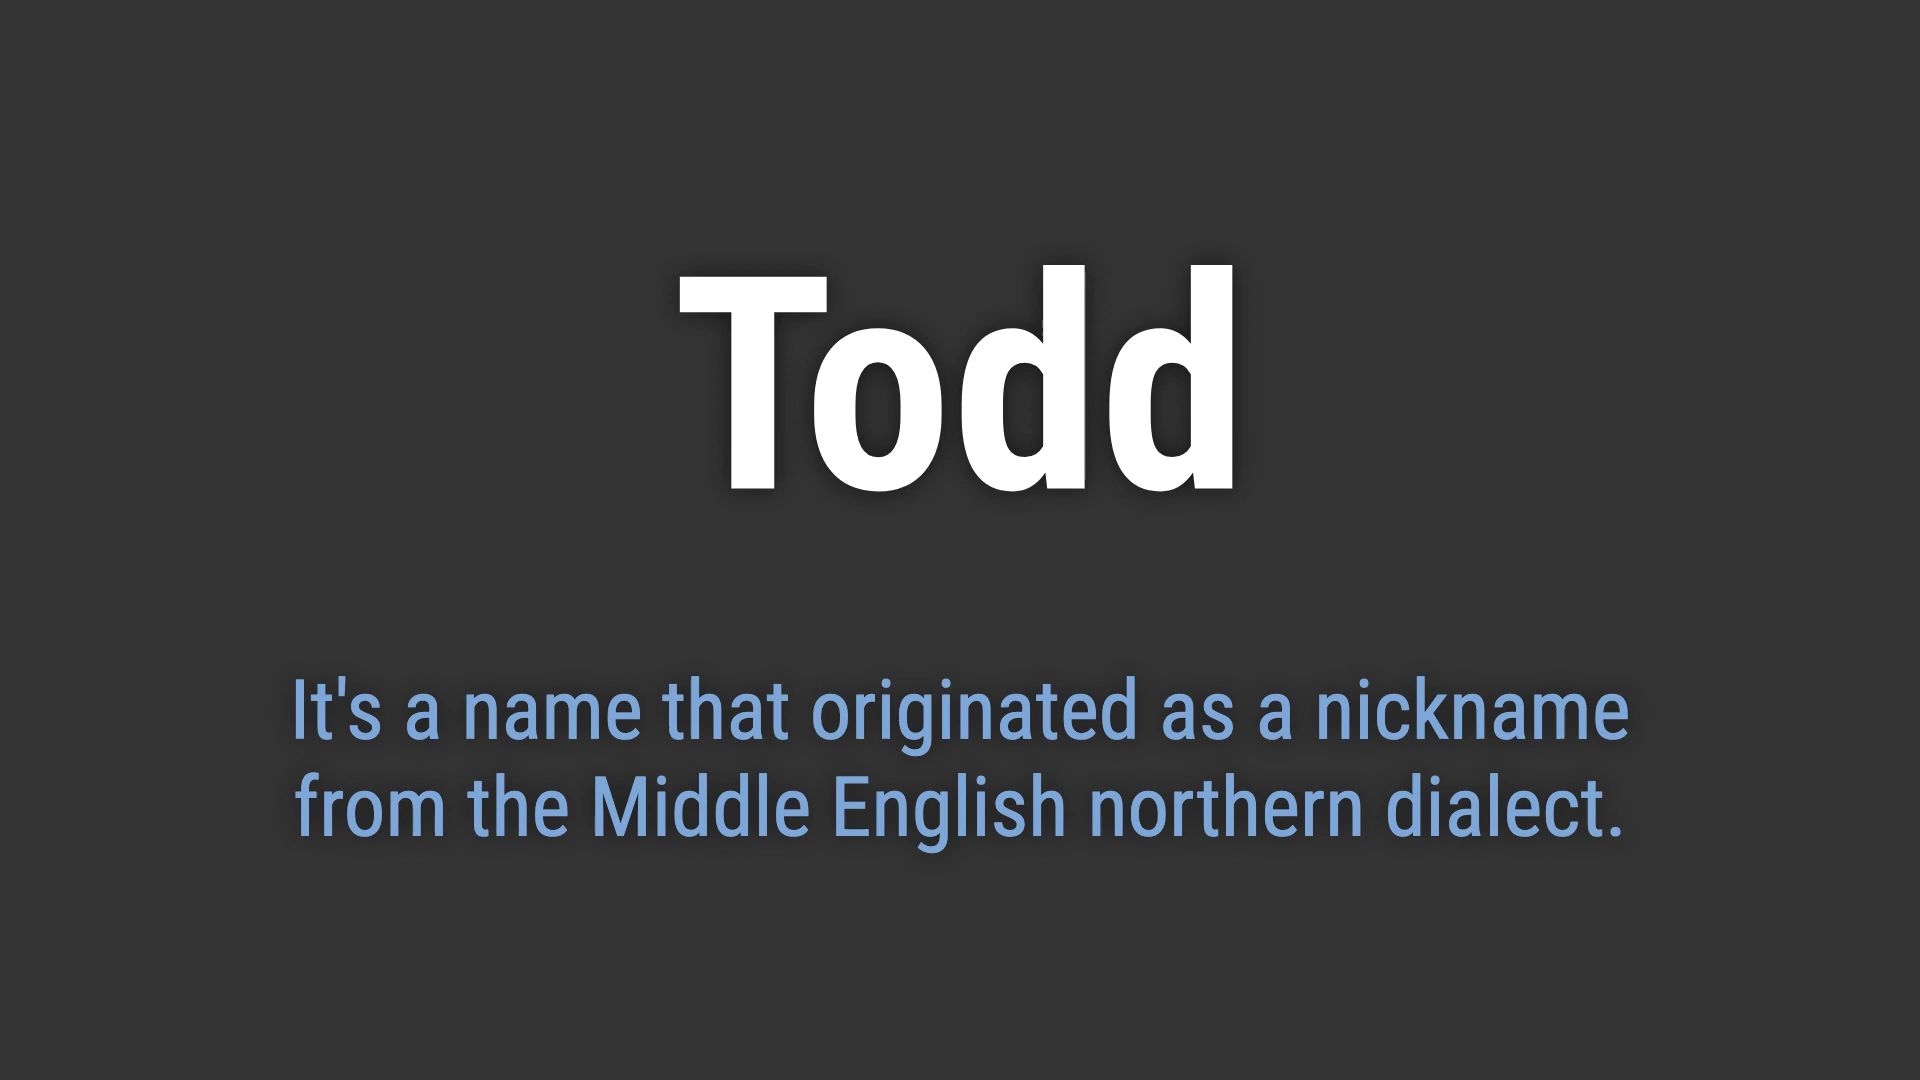 Todd
It's a name that originated as a nickname
from the Middle English northern dialect.